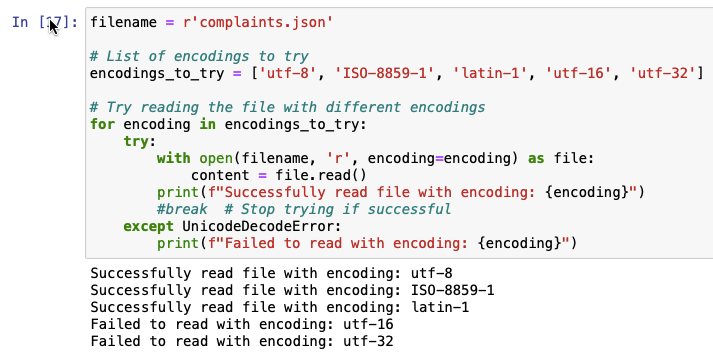 In [17]: filename = r'complaints.json'
# List of encodings to try
encodings_to_try = ['utf-8', 'ISO-8859-1', 'latin-1', 'utf-16', 'utf-32']
# Try reading the file with different encodings
for encoding in encodings_to_try:
    try:
        with open(filename, 'r', encoding=encoding) as file:
            content = file.read()
        print(f"Successfully read file with encoding: {encoding}")
        #break  # Stop trying if successful
    except UnicodeDecodeError:
        print(f"Failed to read with encoding: {encoding}")
Successfully read file with encoding: utf-8
Successfully read file with encoding: ISO-8859-1
Successfully read file with encoding: latin-1
Failed to read with encoding: utf-16
Failed to read with encoding: utf-32